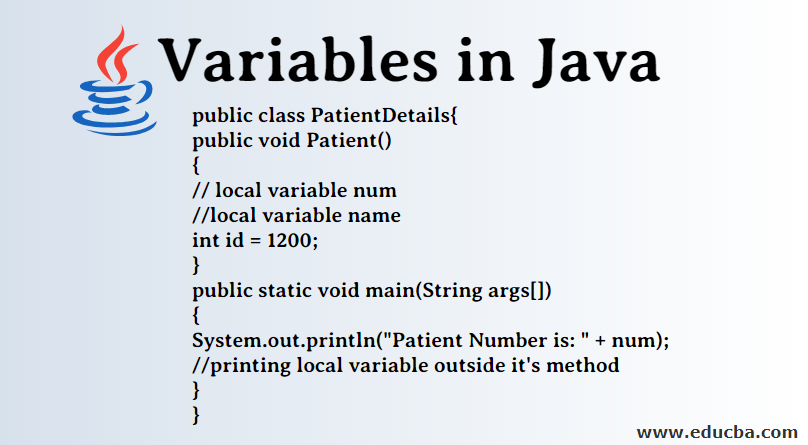 Variables in Java
public class PatientDetails{
public void Patient()
{
// local variable num
//local variable name
int id = 1200;
}
public static void main(String args[])
{
System.out.println("Patient Number is: " + num);
//printing local variable outside it's method
}
}
www.educba.com